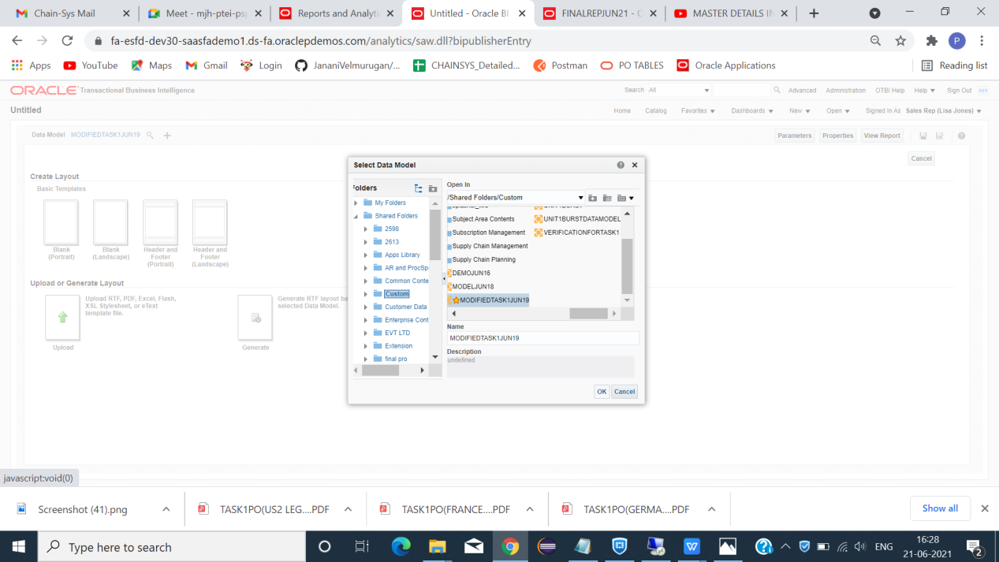 Chain-Sys Mail
Meet - mjh-ptei-psp
Reports and Analyti
Untitled - Oracle BI
FINALREPJUN21 - O
MASTER DETAILS IN
fa-esfd-dev30-saasfademo1.ds-fa.oraclepdemos.com/analytics/saw.dll?bipublisherEntry
P
Apps
YouTube
Maps
Gmail
Login
JananiVelmurugan/...
CHAINSYS_Detailed...
Postman
PO TABLES
Oracle Applications
Reading list
ORACLE Transactional Business Intelligence
Search All
Advanced
Administration
OTBI Help
Help
Sign Out
Untitled
Home
Catalog
Favorites
Dashboards
New
Open
Signed In As Sales Rep (Lisa Jones)
Data Model MODIFIEDTASK1JUN19
Parameters
Properties
View Report
Cancel
Create Layout
Basic Templates
Blank
(Portrait)
Blank
(Landscape)
Header and
Footer
(Portrait)
Header and
Footer
(Landscape)
Upload or Generate Layout
Upload RTF, PDF, Excel, Flash,
XSL Stylesheet, or eText
template file.
Upload
Generate RTF layout ba
selected Data Model.
Generate
Select Data Model
Folders
My Folders
Shared Folders
2598
2613
Apps Library
AR and ProcSp
Common Conte
Custom
Customer Data
Enterprise Cont
EVT LTD
Extension
final pro
Open In
/Shared Folders/Custom
Subject Area Contents
Subscription Management
Supply Chain Management
Supply Chain Planning
DEMOJUN16
MODELJUN18
MODIFIEDTASK1JUN19
UNIT1BURSTDATAMODEL
VERIFICATIONFORTASK1
Name
MODIFIEDTASK1JUN19
Description
undefined
OK
Cancel
javascript:void(0)
Screenshot (41).png
TASK1PO(US2 LEG....PDF
TASK1PO(FRANCE....PDF
TASK1PO(GERMA....PDF
Show all
Type here to search
ENG
16:28
21-06-2021
2